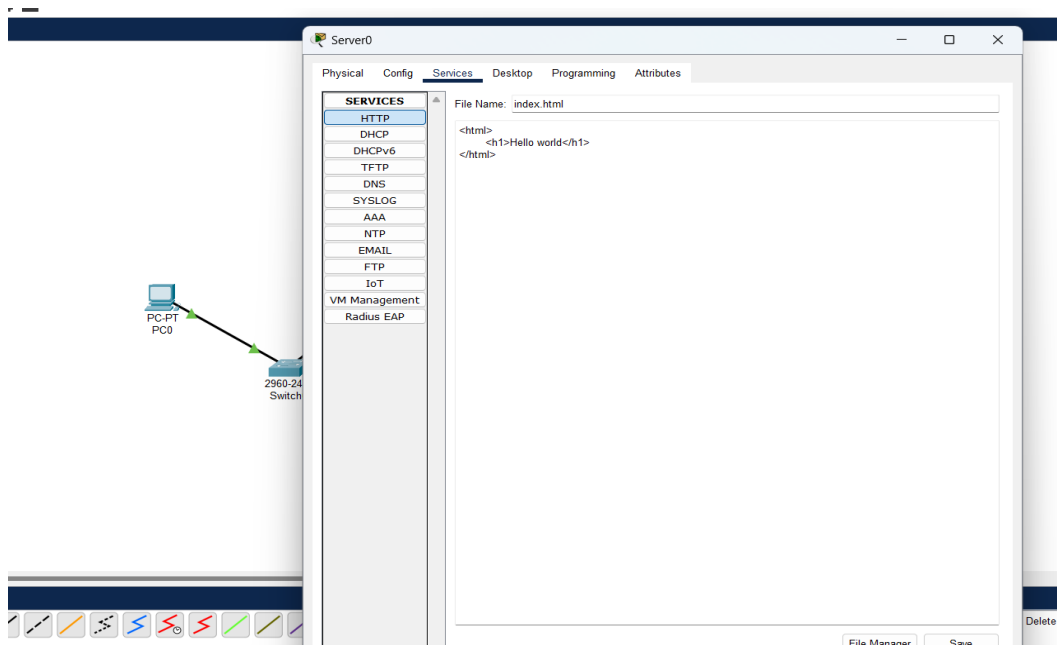 Server0
Physical Config Services Desktop Programming Attributes
SERVICES
HTTP
DHCP
DHCPv6
TFTP
DNS
SYSLOG
AAA
NTP
EMAIL
FTP
IoT
VM Management
Radius EAP
File Name: index.html
<html>
<h1>Hello world</h1>
</html>
PC-PT
PC0
2960-24
Switch
File Manager Save
Delete